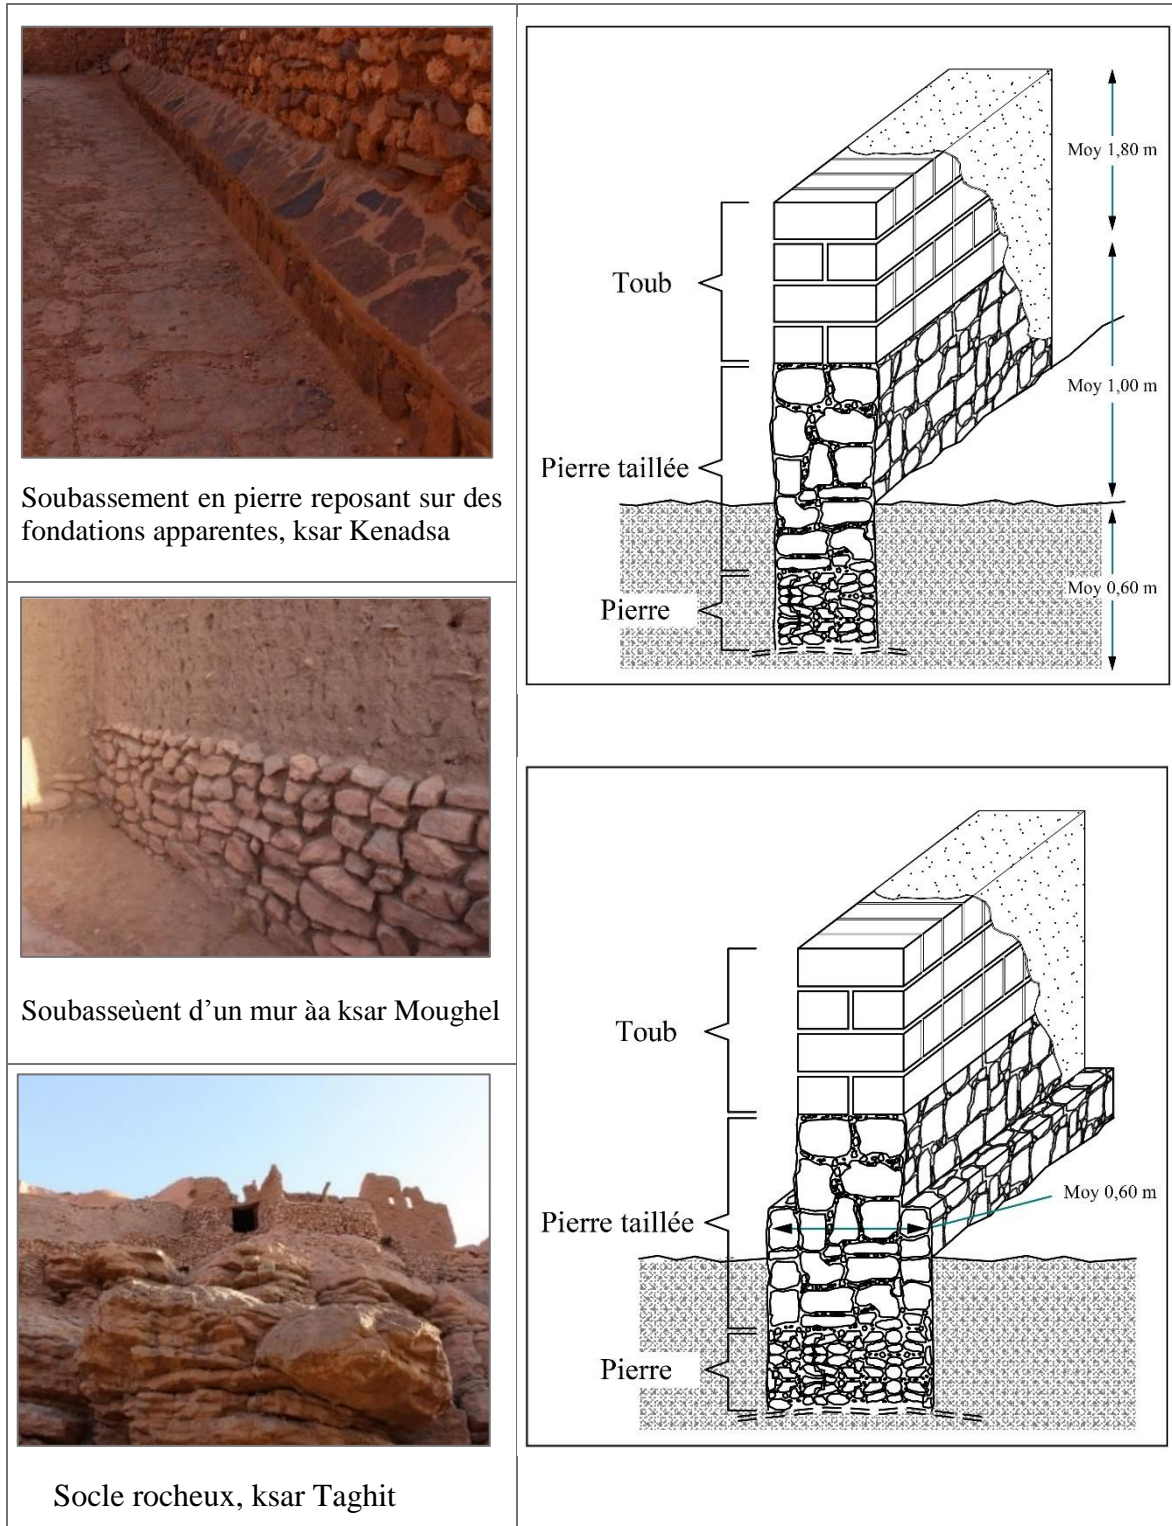 Soubassement en pierre reposant sur des
fondations apparentes, ksar Kenadsa
Soubasseùent d’un mur àa ksar Moughel
Socle rocheux, ksar Taghit
Moy 1,80 m
Toub
Moy 1,00 m
Pierre taillée
Moy 0,60 m
Pierre
Toub
Moy 0,60 m
Pierre taillée
Pierre